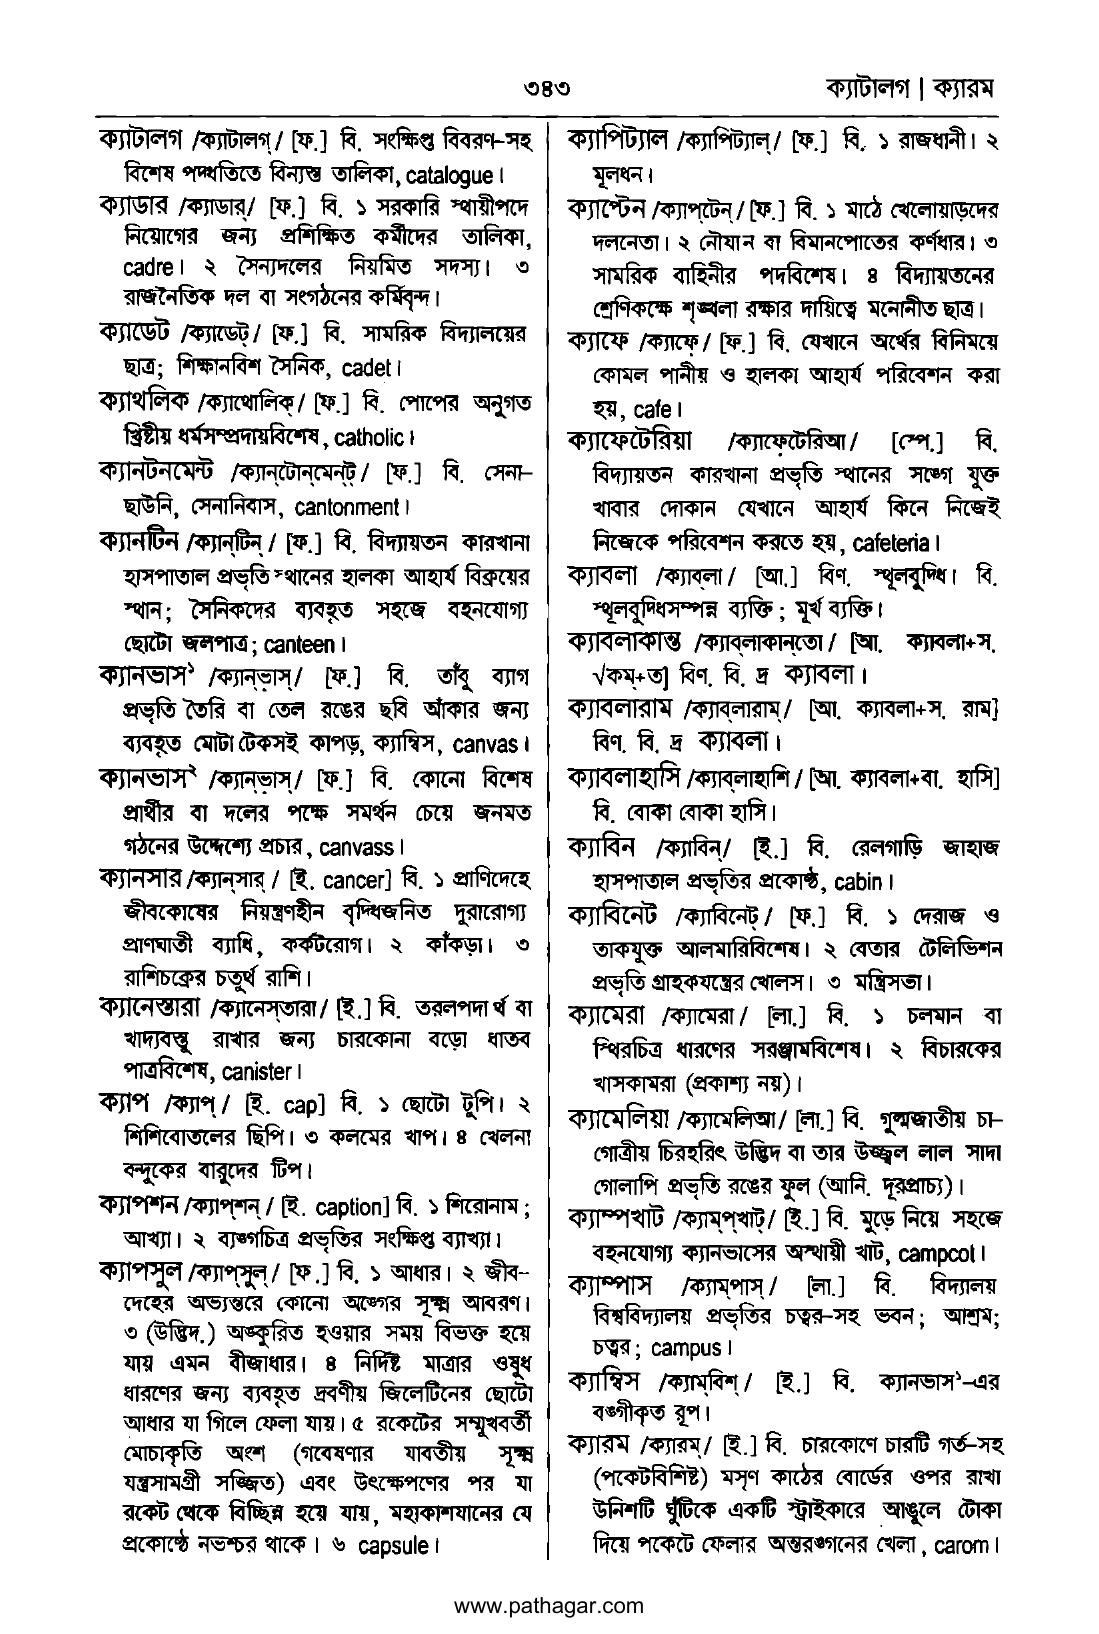 ৩৪৩
ক্যাটালগ | ক্যারম
ক্যাটালগ /ক্যাটালগ্/ [ফ.] বি. সংক্ষিপ্ত বিবরণ-সহ
বিশেষ পদ্ধতিতে বিন্যস্ত তালিকা, catalogue।
ক্যাডার /ক্যাডার্/ [ফ.] বি. ১ সরকারি স্থায়ীপদে
নিয়োগের জন্য প্রশিক্ষিত কর্মীদের তালিকা,
cadre। ২ সৈন্যদলের নিয়মিত সদস্য। ৩
রাজনৈতিক দল বা সংগঠনের কর্মিবৃন্দ।
ক্যাডেট /ক্যাডেট্/ [ফ.] বি. সামরিক বিদ্যালয়ের
ছাত্র; শিক্ষানবিশ সৈনিক, cadet।
ক্যাথলিক /ক্যাথোলিক্/ [ফ.] বি. পোপের অনুগত
খ্রিষ্টীয় ধর্মসম্প্রদায়বিশেষ, catholic।
ক্যানটনমেন্ট /ক্যান্‌টোন্‌মেন্‌ট্/ [ফ.] বি. সেনা-
ছাউনি, সেনানিবাস, cantonment।
ক্যানটিন /ক্যান্‌টিন্/ [ফ.] বি. বিদ্যায়তন কারখানা
হাসপাতাল প্রভৃতি স্থানের হালকা আহার্য বিক্রয়ের
স্থান; সৈনিকদের ব্যবহৃত সহজে বহনযোগ্য
ছোটো জলপাত্র; canteen।
ক্যানভাস¹ /ক্যান্‌ভ়াস্/ [ফ.] বি. তাঁবু ব্যাগ
প্রভৃতি তৈরি বা তেল রঙের ছবি আঁকার জন্য
ব্যবহৃত মোটা টেকসই কাপড়, ক্যাম্বিস, canvas।
ক্যানভাস² /ক্যান্‌ভ়াস্/ [ফ.] বি. কোনো বিশেষ
প্রার্থীর বা দলের পক্ষে সমর্থন চেয়ে জনমত
গঠনের উদ্দেশ্যে প্রচার, canvass।
ক্যানসার /ক্যান্‌সার্/ [ই. cancer] বি. ১ প্রাণিদেহে
জীবকোষের নিয়ন্ত্রণহীন বৃদ্ধিজনিত দুরারোগ্য
প্রাণঘাতী ব্যাধি, কর্কটরোগ। ২ কাঁকড়া। ৩
রাশিচক্রের চতুর্থ রাশি।
ক্যানেস্তারা /ক্যানেস্‌তারা/ [ই.] বি. তরলপদার্থ বা
খাদ্যবস্তু রাখার জন্য চারকোনা বড়ো ধাতব
পাত্রবিশেষ, canister।
ক্যাপ /ক্যাপ্/ [ই. cap] বি. ১ ছোটো টুপি। ২
শিশিবোতলের ছিপি। ৩ কলমের খাপ। ৪ খেলনা
বন্দুকের বারুদের টিপ।
ক্যাপশন /ক্যাপ্‌শন্/ [ই. caption] বি. ১ শিরোনাম;
আখ্যা। ২ ব্যঙ্গচিত্র প্রভৃতির সংক্ষিপ্ত ব্যাখ্যা।
ক্যাপসুল /ক্যাপ্‌সুল্/ [ফ.] বি. ১ আধার। ২ জীব-
দেহের অভ্যন্তরে কোনো অঙ্গের সূক্ষ্ম আবরণ।
৩ (উদ্ভিদ.) অঙ্কুরিত হওয়ার সময় বিভক্ত হয়ে
যায় এমন বীজাধার। ৪ নির্দিষ্ট মাত্রার ওষুধ
ধারণের জন্য ব্যবহৃত দ্রবণীয় জিলেটিনের ছোটো
আধার যা গিলে ফেলা যায়। ৫ রকেটের সম্মুখবর্তী
মোচাকৃতি অংশ (গবেষণার যাবতীয় সূক্ষ্ম
যন্ত্রসামগ্রী সজ্জিত) এবং উৎক্ষেপণের পর যা
রকেট থেকে বিচ্ছিন্ন হয়ে যায়, মহাকাশযানের যে
প্রকোষ্ঠে নভশ্চর থাকে। ৬ capsule।
ক্যাপিট্যাল /ক্যাপিট্যাল্/ [ফ.] বি. ১ রাজধানী। ২
মূলধন।
ক্যাপ্টেন /ক্যাপ্‌টেন্/ [ফ.] বি. ১ মাঠে খেলোয়াড়দের
দলনেতা। ২ নৌযান বা বিমানপোতের কর্ণধার। ৩
সামরিক বাহিনীর পদবিশেষ। ৪ বিদ্যায়তনের
শ্রেণিকক্ষে শৃঙ্খলা রক্ষার দায়িত্বে মনোনীত ছাত্র।
ক্যাফে /ক্যাফ়ে/ [ফ.] বি. যেখানে অর্থের বিনিময়ে
কোমল পানীয় ও হালকা আহার্য পরিবেশন করা
হয়, cafe।
ক্যাফেটেরিয়া /ক্যাফ়েটেরিআ/ [স্পে.] বি.
বিদ্যায়তন কারখানা প্রভৃতি স্থানের সঙ্গে যুক্ত
খাবার দোকান যেখানে আহার্য কিনে নিজেই
নিজেকে পরিবেশন করতে হয়, cafeteria।
ক্যাবলা /ক্যাব্‌লা/ [আ.] বিণ. স্থূলবুদ্ধি। বি.
স্থূলবুদ্ধিসম্পন্ন ব্যক্তি; মূর্খ ব্যক্তি।
ক্যাবলাকান্ত /ক্যাব্‌লাকান্‌তো/ [আ. ক্যাবলা+স.
√কম্+ত] বিণ. বি. দ্র ক্যাবলা।
ক্যাবলারাম /ক্যাব্‌লারাম্/ [আ. ক্যাবলা+স. রাম]
বিণ. বি. দ্র ক্যাবলা।
ক্যাবলাহাসি /ক্যাব্‌লাহাশি/ [আ. ক্যাবলা+বা. হাসি]
বি. বোকা বোকা হাসি।
ক্যাবিন /ক্যাবিন্/ [ই.] বি. রেলগাড়ি জাহাজ
হাসপাতাল প্রভৃতির প্রকোষ্ঠ, cabin।
ক্যাবিনেট /ক্যাবিনেট্/ [ফ.] বি. ১ দেরাজ ও
তাকযুক্ত আলমারিবিশেষ। ২ বেতার টেলিভিশন
প্রভৃতি গ্রাহকযন্ত্রের খোলস। ৩ মন্ত্রিসভা।
ক্যামেরা /ক্যামেরা/ [লা.] বি. ১ চলমান বা
স্থিরচিত্র ধারণের সরঞ্জামবিশেষ। ২ বিচারকের
খাসকামরা (প্রকাশ্য নয়)।
ক্যামেলিয়া /ক্যামেলিআ/ [লা.] বি. গুল্মজাতীয় চা-
গোত্রীয় চিরহরিৎ উদ্ভিদ বা তার উজ্জ্বল লাল সাদা
গোলাপি প্রভৃতি রঙের ফুল (আনি. দূরপ্রাচ্য)।
ক্যাম্পখাট /ক্যাম্‌প্‌খাট্/ [ই.] বি. মুড়ে নিয়ে সহজে
বহনযোগ্য ক্যানভাসের অস্থায়ী খাট, campcot।
ক্যাম্পাস /ক্যাম্‌পাস্/ [লা.] বি. বিদ্যালয়
বিশ্ববিদ্যালয় প্রভৃতির চত্বর-সহ ভবন; আশ্রম;
চত্বর; campus।
ক্যাম্বিস /ক্যাম্‌বিশ্/ [ই.] বি. ক্যানভাস¹-এর
বঙ্গীকৃত রূপ।
ক্যারম /ক্যারম্/ [ই.] বি. চারকোণে চারটি গর্ত-সহ
(পকেটবিশিষ্ট) মসৃণ কাঠের বোর্ডের ওপর রাখা
উনিশটি ঘুঁটিকে একটি স্ট্রাইকারে আঙুলে টোকা
দিয়ে পকেটে ফেলার অন্তরঙ্গনের খেলা, carom।
www.pathagar.com